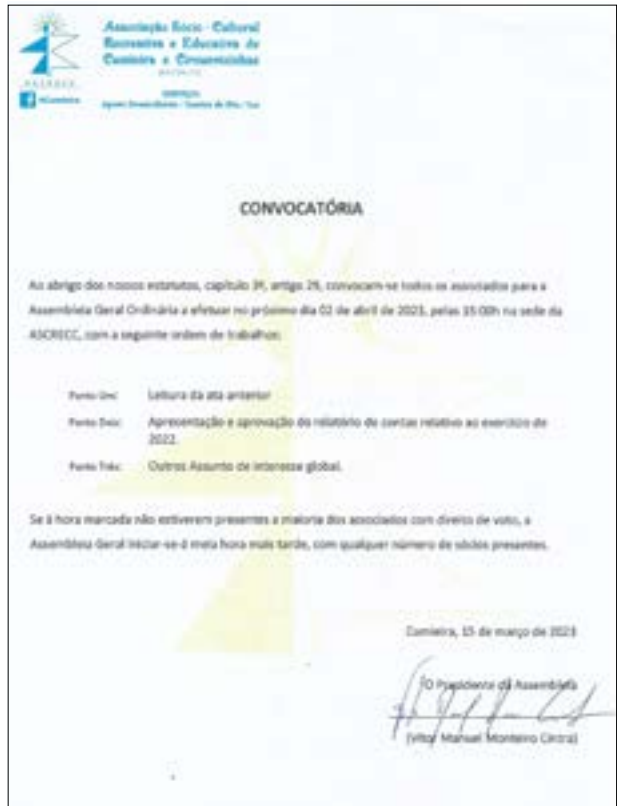 Associação Sócio - Cultural
Recreativa e Educativa de
Cumieira e Circunvizinhas
ASCRECC
CONVOCATÓRIA
Ao abrigo dos nossos estatutos, capítulo 3º, artigo 29, convocam-se todos os associados para a
Assembleia Geral Ordinária a efetuar no próximo dia 02 de abril de 2023, pelas 15:00h na sede da
ASCRECC, com a seguinte ordem de trabalhos:
Ponto Um: Leitura da ata anterior
Ponto Dois: Apresentação e aprovação do relatório de contas relativo ao exercício de
2022.
Ponto Três: Outros Assunto de interesse global.
Se à hora marcada não estiverem presentes a maioria dos associados com direito de voto, a
Assembleia Geral iniciar-se-á meia hora mais tarde, com qualquer número de sócios presentes.
Cumieira, 15 de março de 2023
O Presidente da Assembleia
(Vitor Manuel Monteiro Cintra)